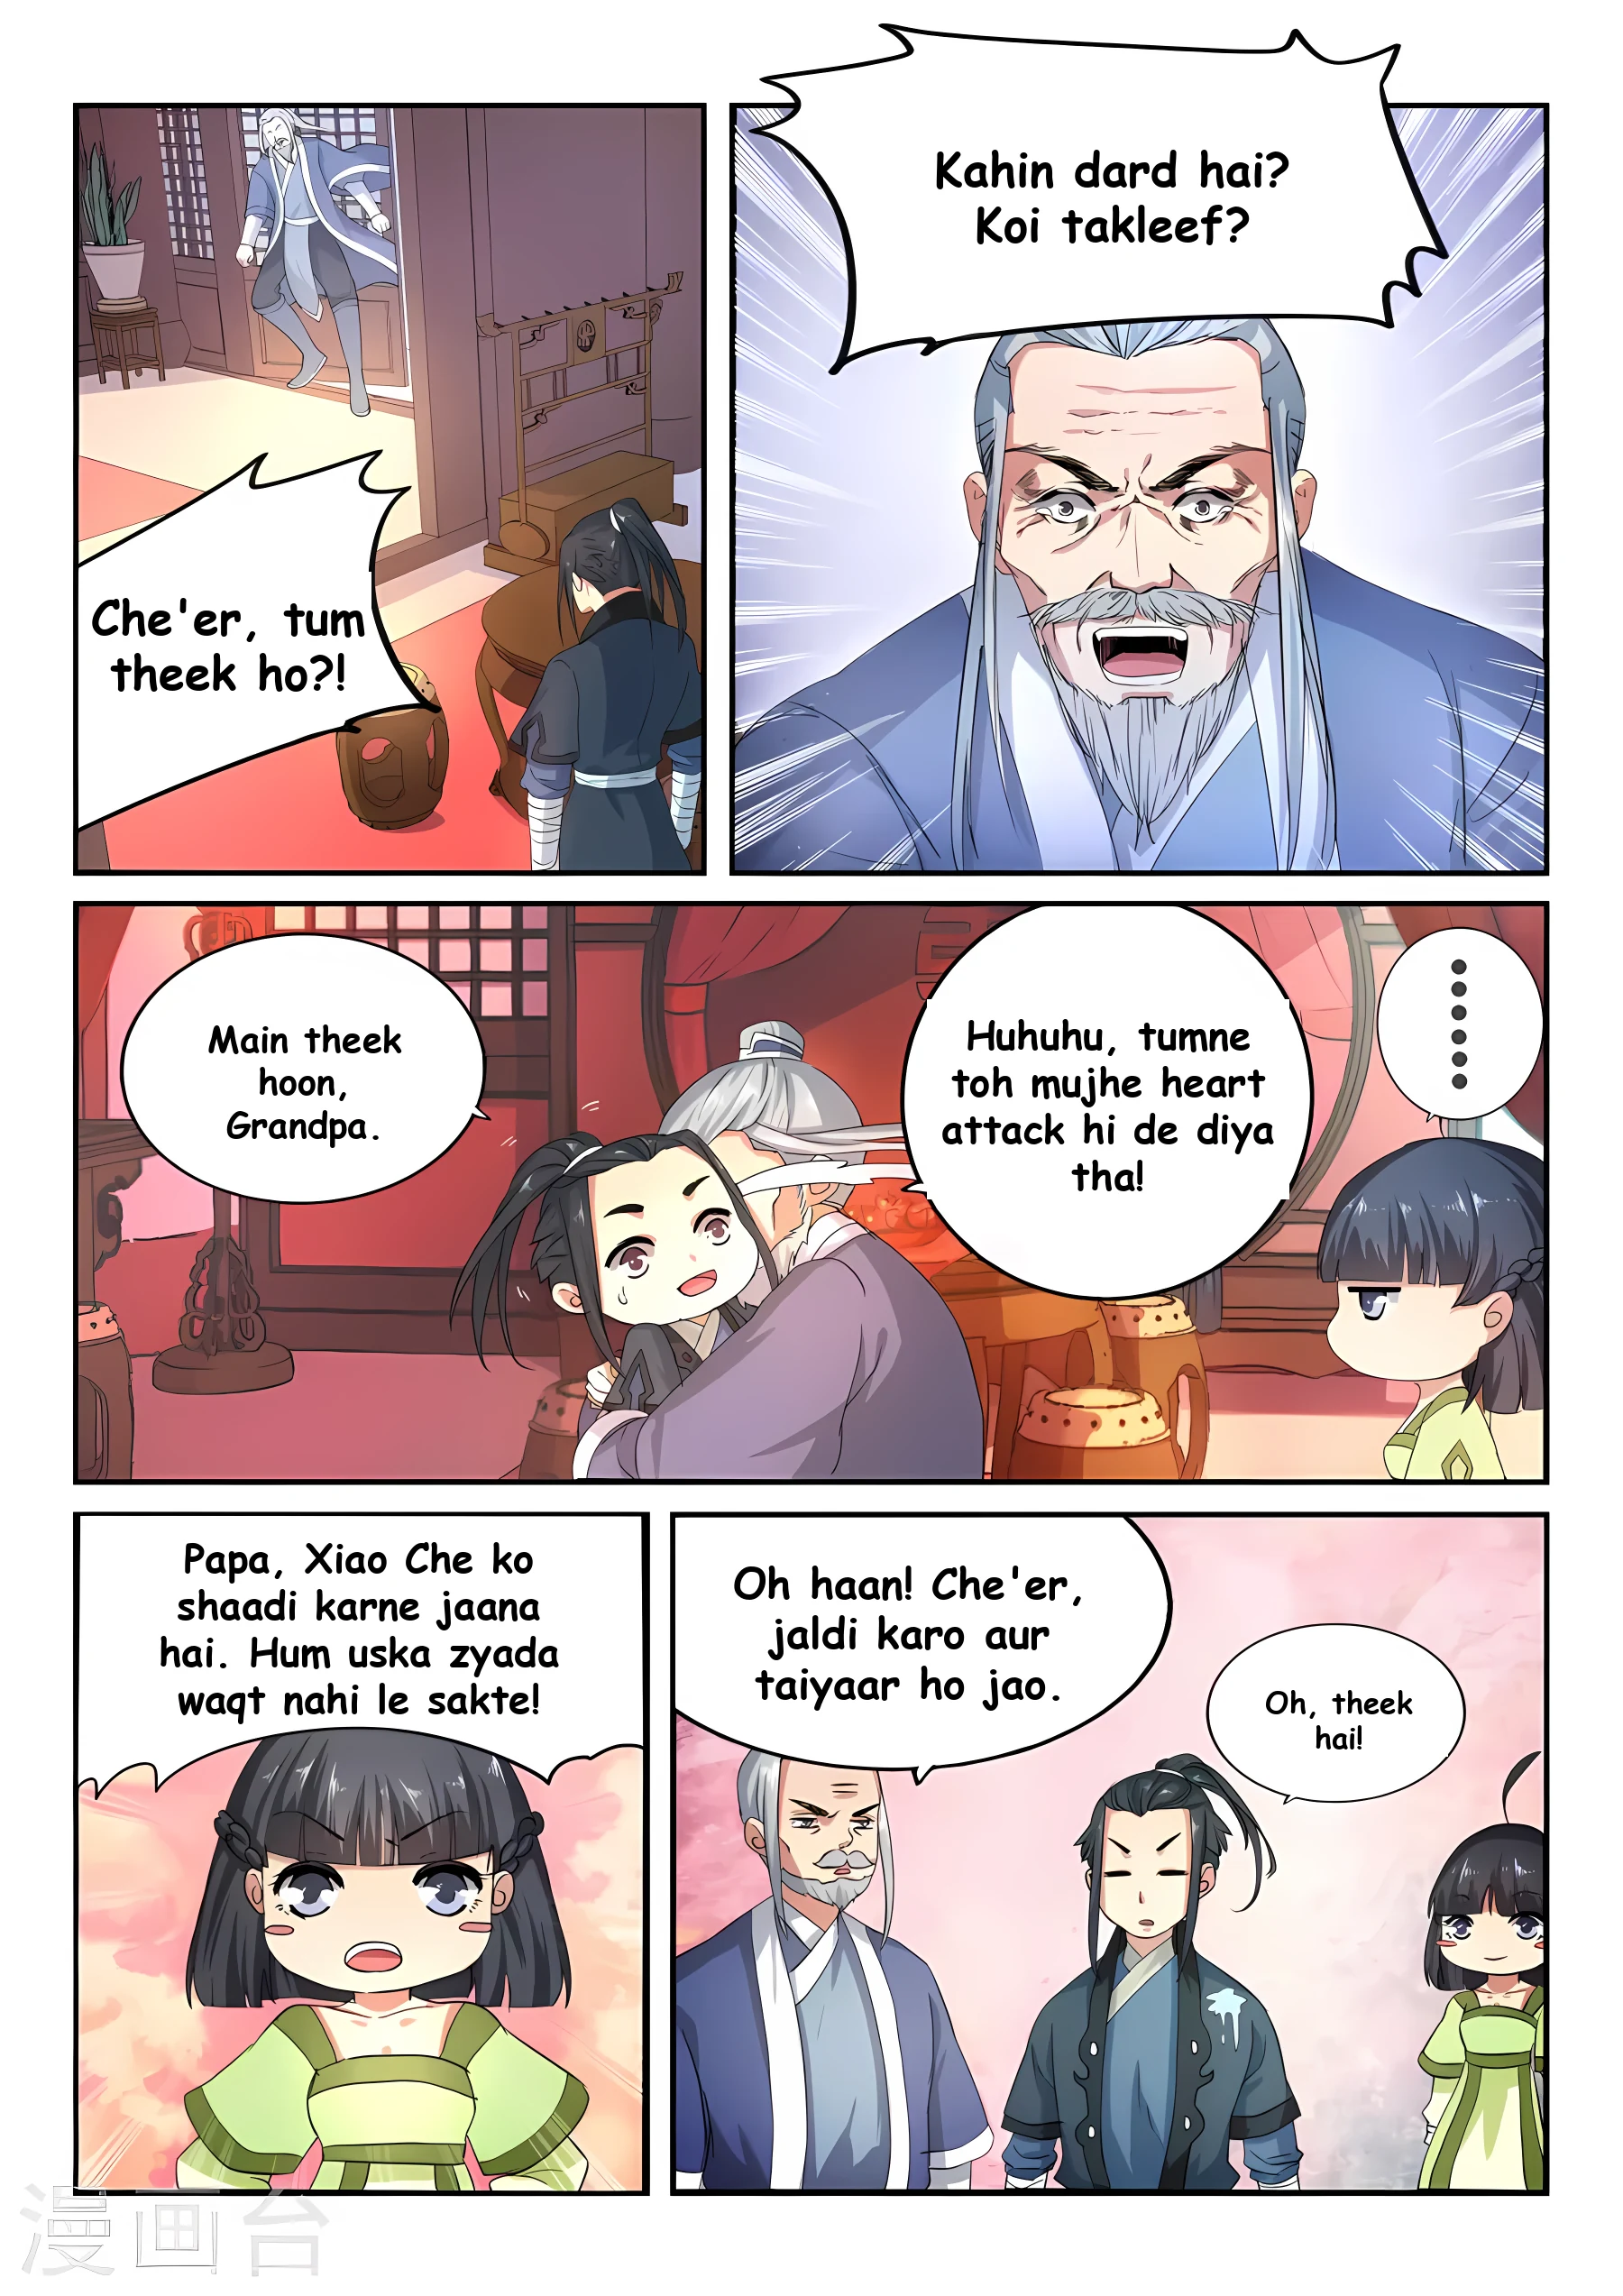 Kahin dard hai?
Koi takleef?
Che'er, tum
theek ho?!
Main theek
hoon,
Grandpa.
Huhuhu, tumne
toh mujhe heart
attack hi de diya
tha!
......
Papa, Xiao Che ko
shaadi karne jaana
hai. Hum uska zyada
waqt nahi le sakte!
Oh haan! Che'er,
jaldi karo aur
taiyaar ho jao.
Oh, theek
hai!
漫画台